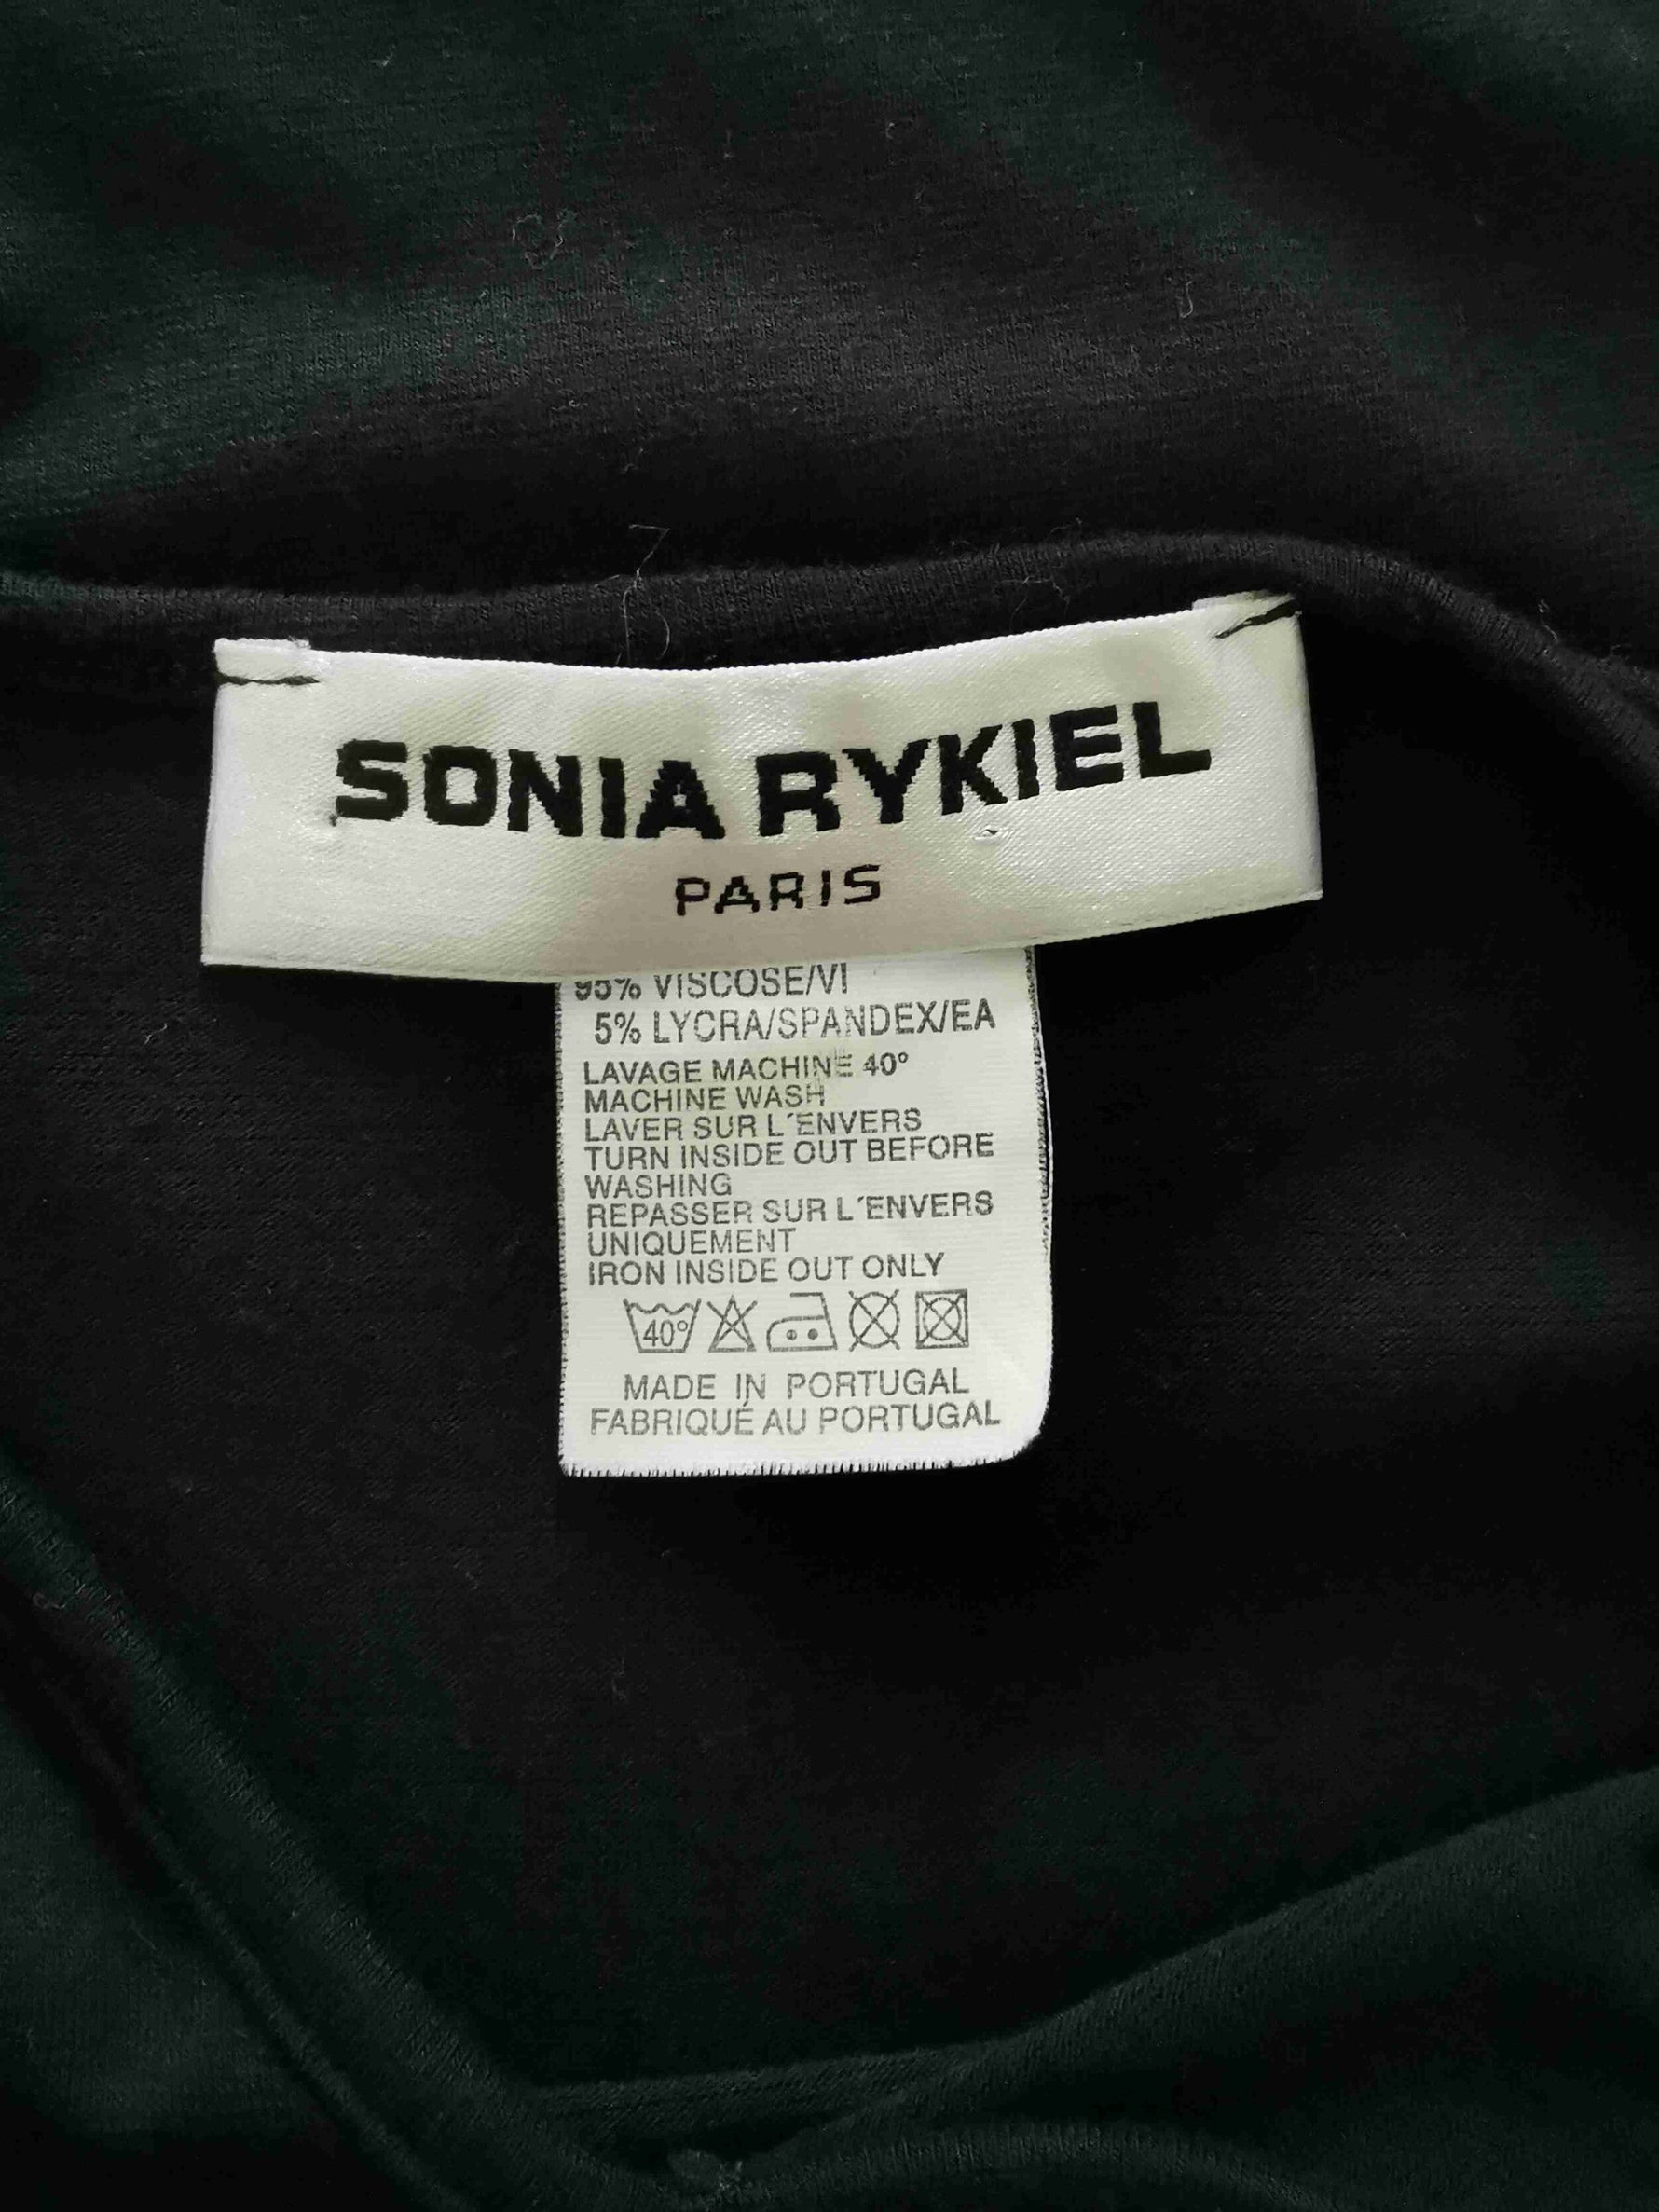 SONIA RYKIEL
PARIS
95% VISCOSE/VI
5% LYCRA/SPANDEX/EA
LAVAGE MACHINE 40°
MACHINE WASH
LAVER SUR L´ENVERS
TURN INSIDE OUT BEFORE
WASHING
REPASSER SUR L´ENVERS
UNIQUEMENT
IRON INSIDE OUT ONLY
40°
MADE IN PORTUGAL
FABRIQUÉ AU PORTUGAL